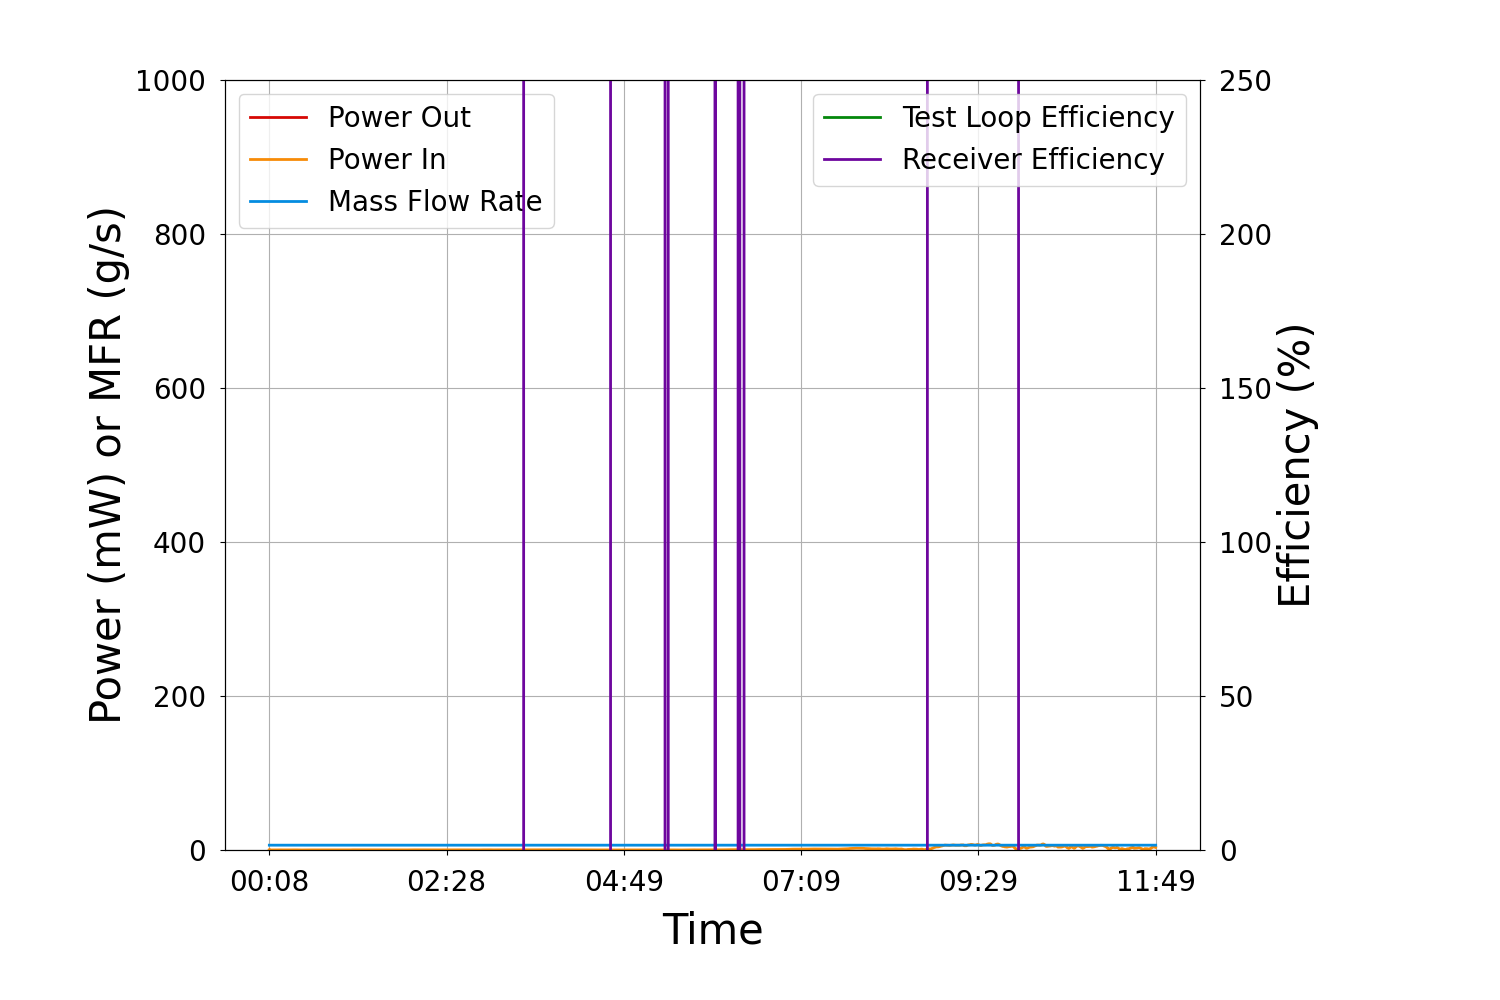 Power (mW) or MFR (g/s)
1000
800
600
400
200
0
Power Out
Power In
Mass Flow Rate
Test Loop Efficiency
Receiver Efficiency
250
200
150
100
50
0
Efficiency (%)
00:08 02:28 04:49 07:09 09:29 11:49
Time